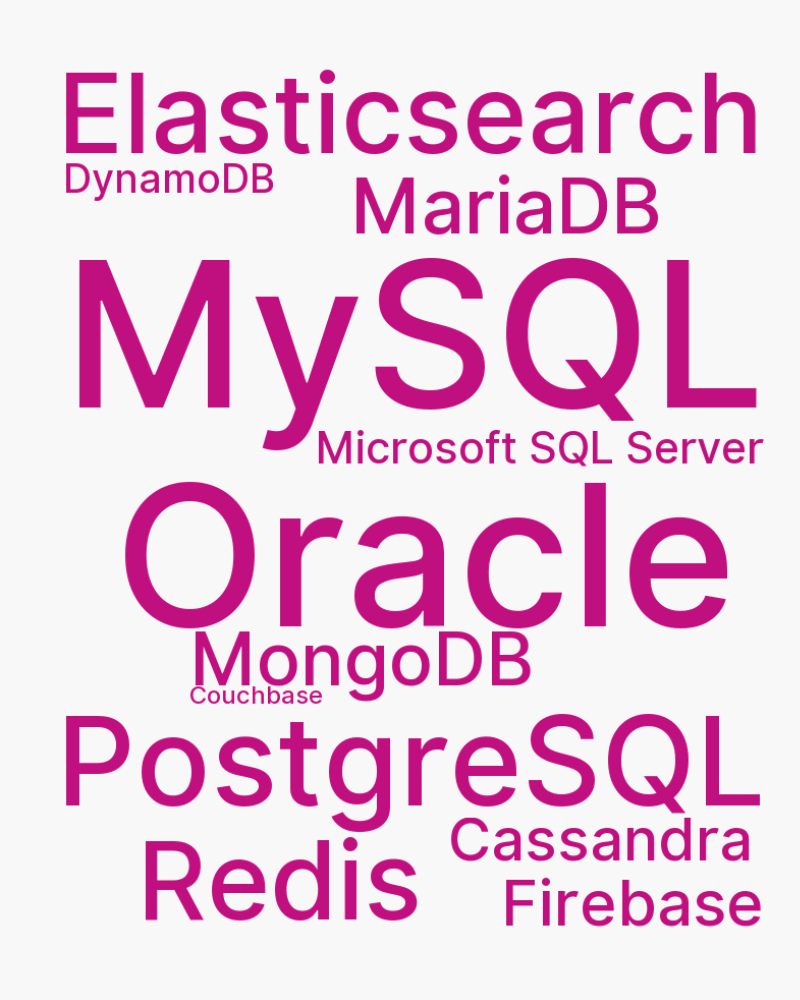 Elasticsearch
DynamoDB
MariaDB
MySQL
Microsoft SQL Server
Oracle
MongoDB
Couchbase
PostgreSQL
Cassandra
Redis
Firebase